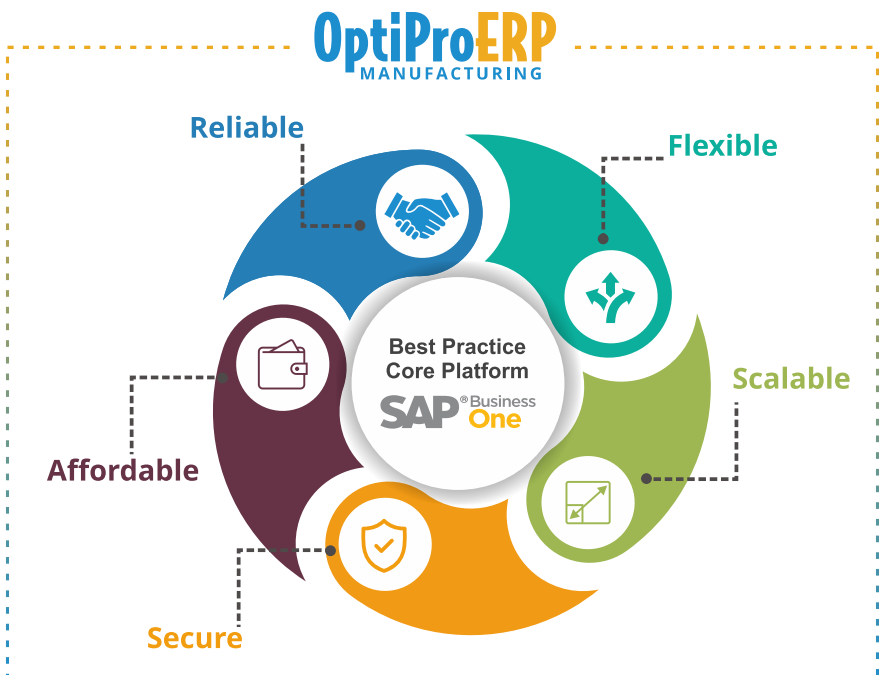 OptiProERP
MANUFACTURING
Reliable
Flexible
Best Practice
Core Platform
SAP® Business
One
Scalable
Affordable
Secure